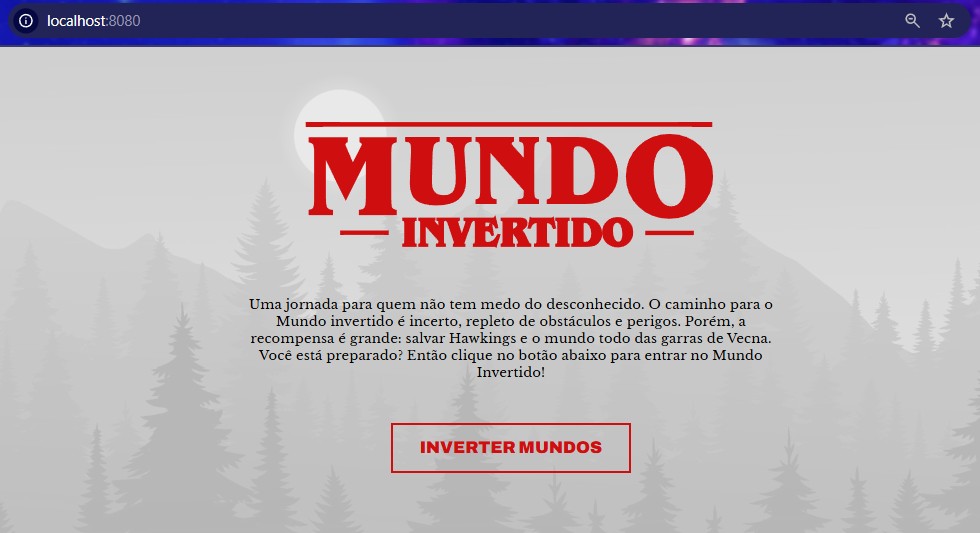 localhost:8080
MUNDO
INVERTIDO
Uma jornada para quem não tem medo do desconhecido. O caminho para o
Mundo invertido é incerto, repleto de obstáculos e perigos. Porém, a
recompensa é grande: salvar Hawkings e o mundo todo das garras de Vecna.
Você está preparado? Então clique no botão abaixo para entrar no Mundo
Invertido!
INVERTER MUNDOS